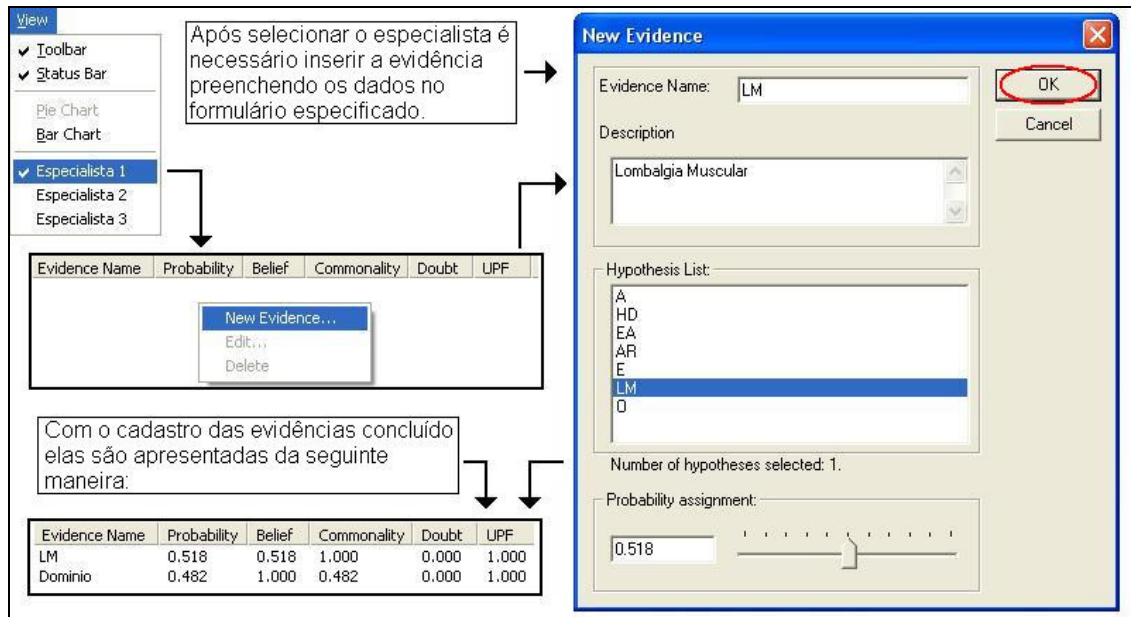 View
Toolbar
Status Bar
Pie Chart
Bar Chart
Especialista 1
Especialista 2
Especialista 3
Após selecionar o especialista é
necessário inserir a evidência
preenchendo os dados no
formulário especificado.
Evidence Name Probability Belief Commonality Doubt UPF
New Evidence...
Edit...
Delete
Com o cadastro das evidências concluído
elas são apresentadas da seguinte
maneira:
Evidence Name Probability Belief Commonality Doubt UPF
LM 0.518 0.518 1.000 0.000 1.000
Dominio 0.482 1.000 0.482 0.000 1.000
New Evidence
Evidence Name: LM
OK
Cancel
Description
Lombalgia Muscular
Hypothesis List:
A
HD
EA
AR
E
LM
O
Number of hypotheses selected: 1.
Probability assignment:
0.518